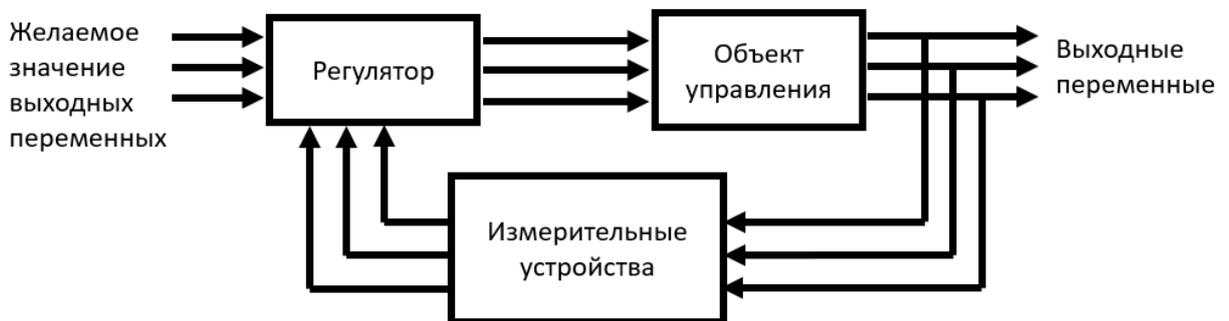 Желаемое
значение
выходных
переменных
Регулятор
Объект
управления
Выходные
переменные
Измерительные
устройства